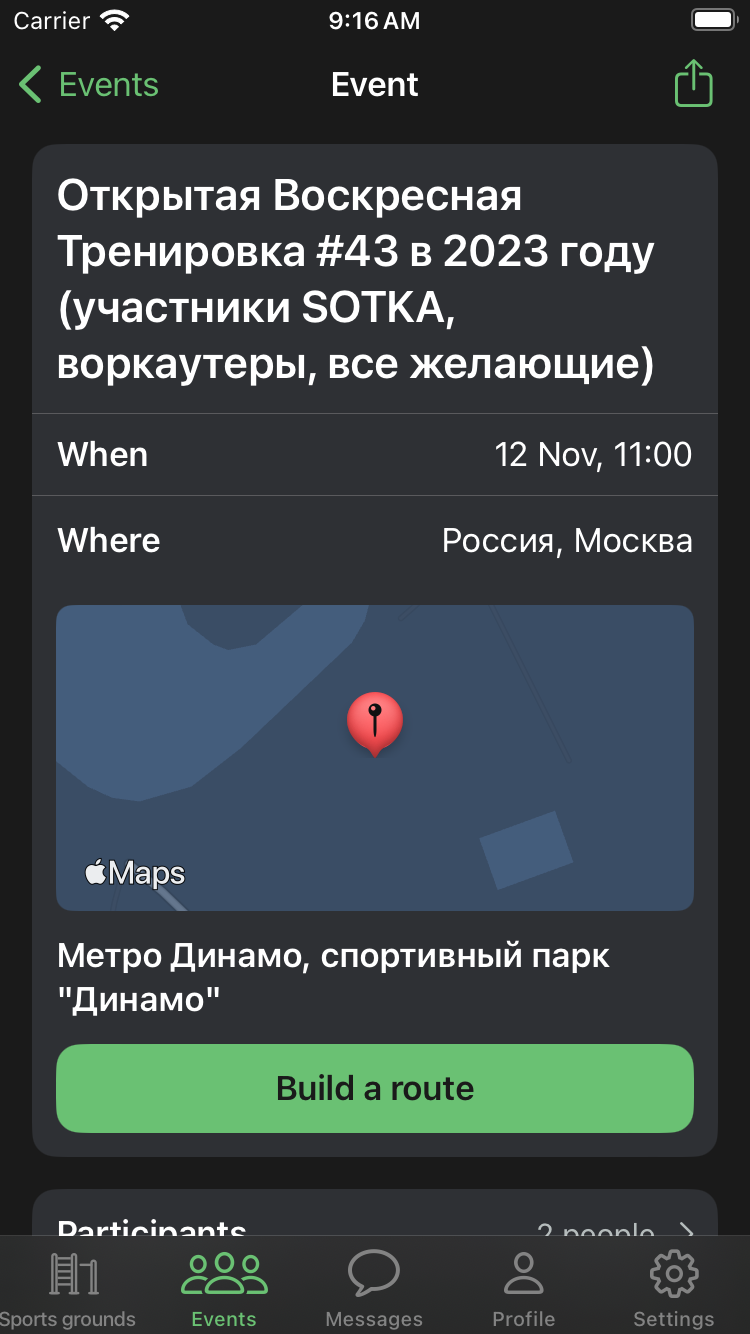 Carrier 9:16 AM
Events Event
Открытая Воскресная
Тренировка #43 в 2023 году
(участники SOTKA,
воркаутеры, все желающие)
When 12 Nov, 11:00
Where Россия, Москва
Maps
Метро Динамо, спортивный парк
"Динамо"
Build a route
Participants 2 people
Sports grounds Events Messages Profile Settings